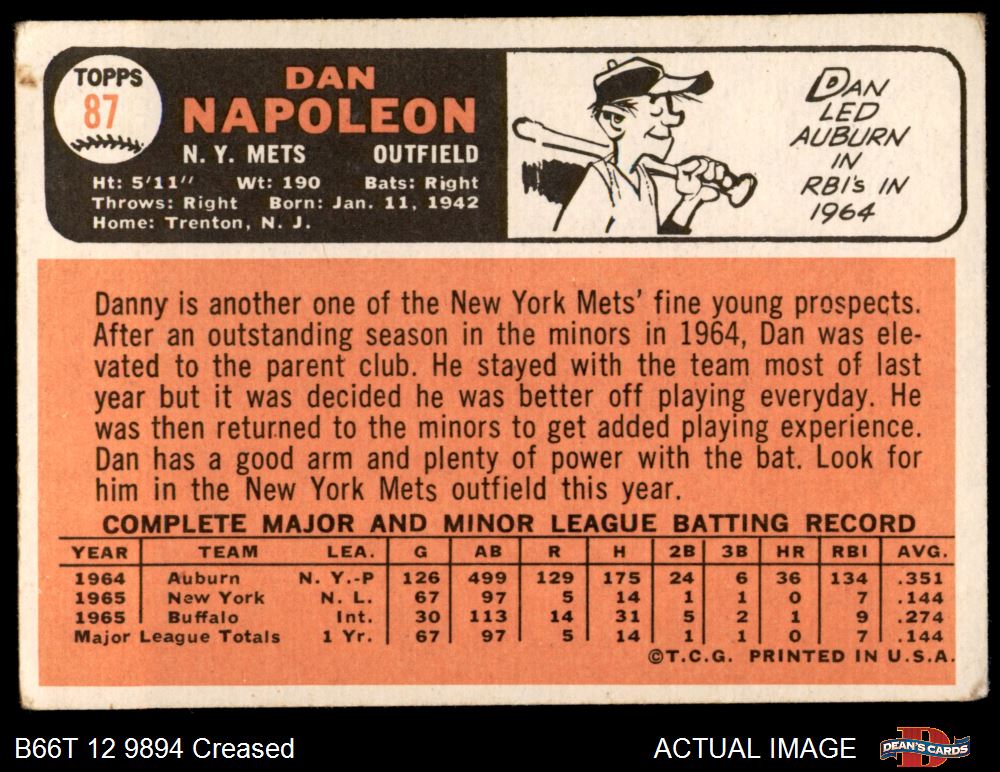 TOPPS
87
DAN
NAPOLEON
N. Y. METS OUTFIELD
Ht: 5'11" Wt: 190 Bats: Right
Throws: Right Born: Jan. 11, 1942
Home: Trenton, N. J.
DAN
LED
AUBURN
IN
RBI's IN
1964
Danny is another one of the New York Mets' fine young prospects.
After an outstanding season in the minors in 1964, Dan was ele-
vated to the parent club. He stayed with the team most of last
year but it was decided he was better off playing everyday. He
was then returned to the minors to get added playing experience.
Dan has a good arm and plenty of power with the bat. Look for
him in the New York Mets outfield this year.
COMPLETE MAJOR AND MINOR LEAGUE BATTING RECORD
YEAR TEAM LEA. G AB R H 2B 3B HR RBI AVG.
1964 Auburn N. Y.-P 126 499 129 175 24 6 36 134 .351
1965 New York N. L. 67 97 5 14 1 1 0 7 .144
1965 Buffalo Int. 30 113 14 31 5 2 1 9 .274
Major League Totals 1 Yr. 67 97 5 14 1 1 0 7 .144
©T.C.G. PRINTED IN U.S.A.
B66T 12 9894 Creased ACTUAL IMAGE DEAN'S CARDS